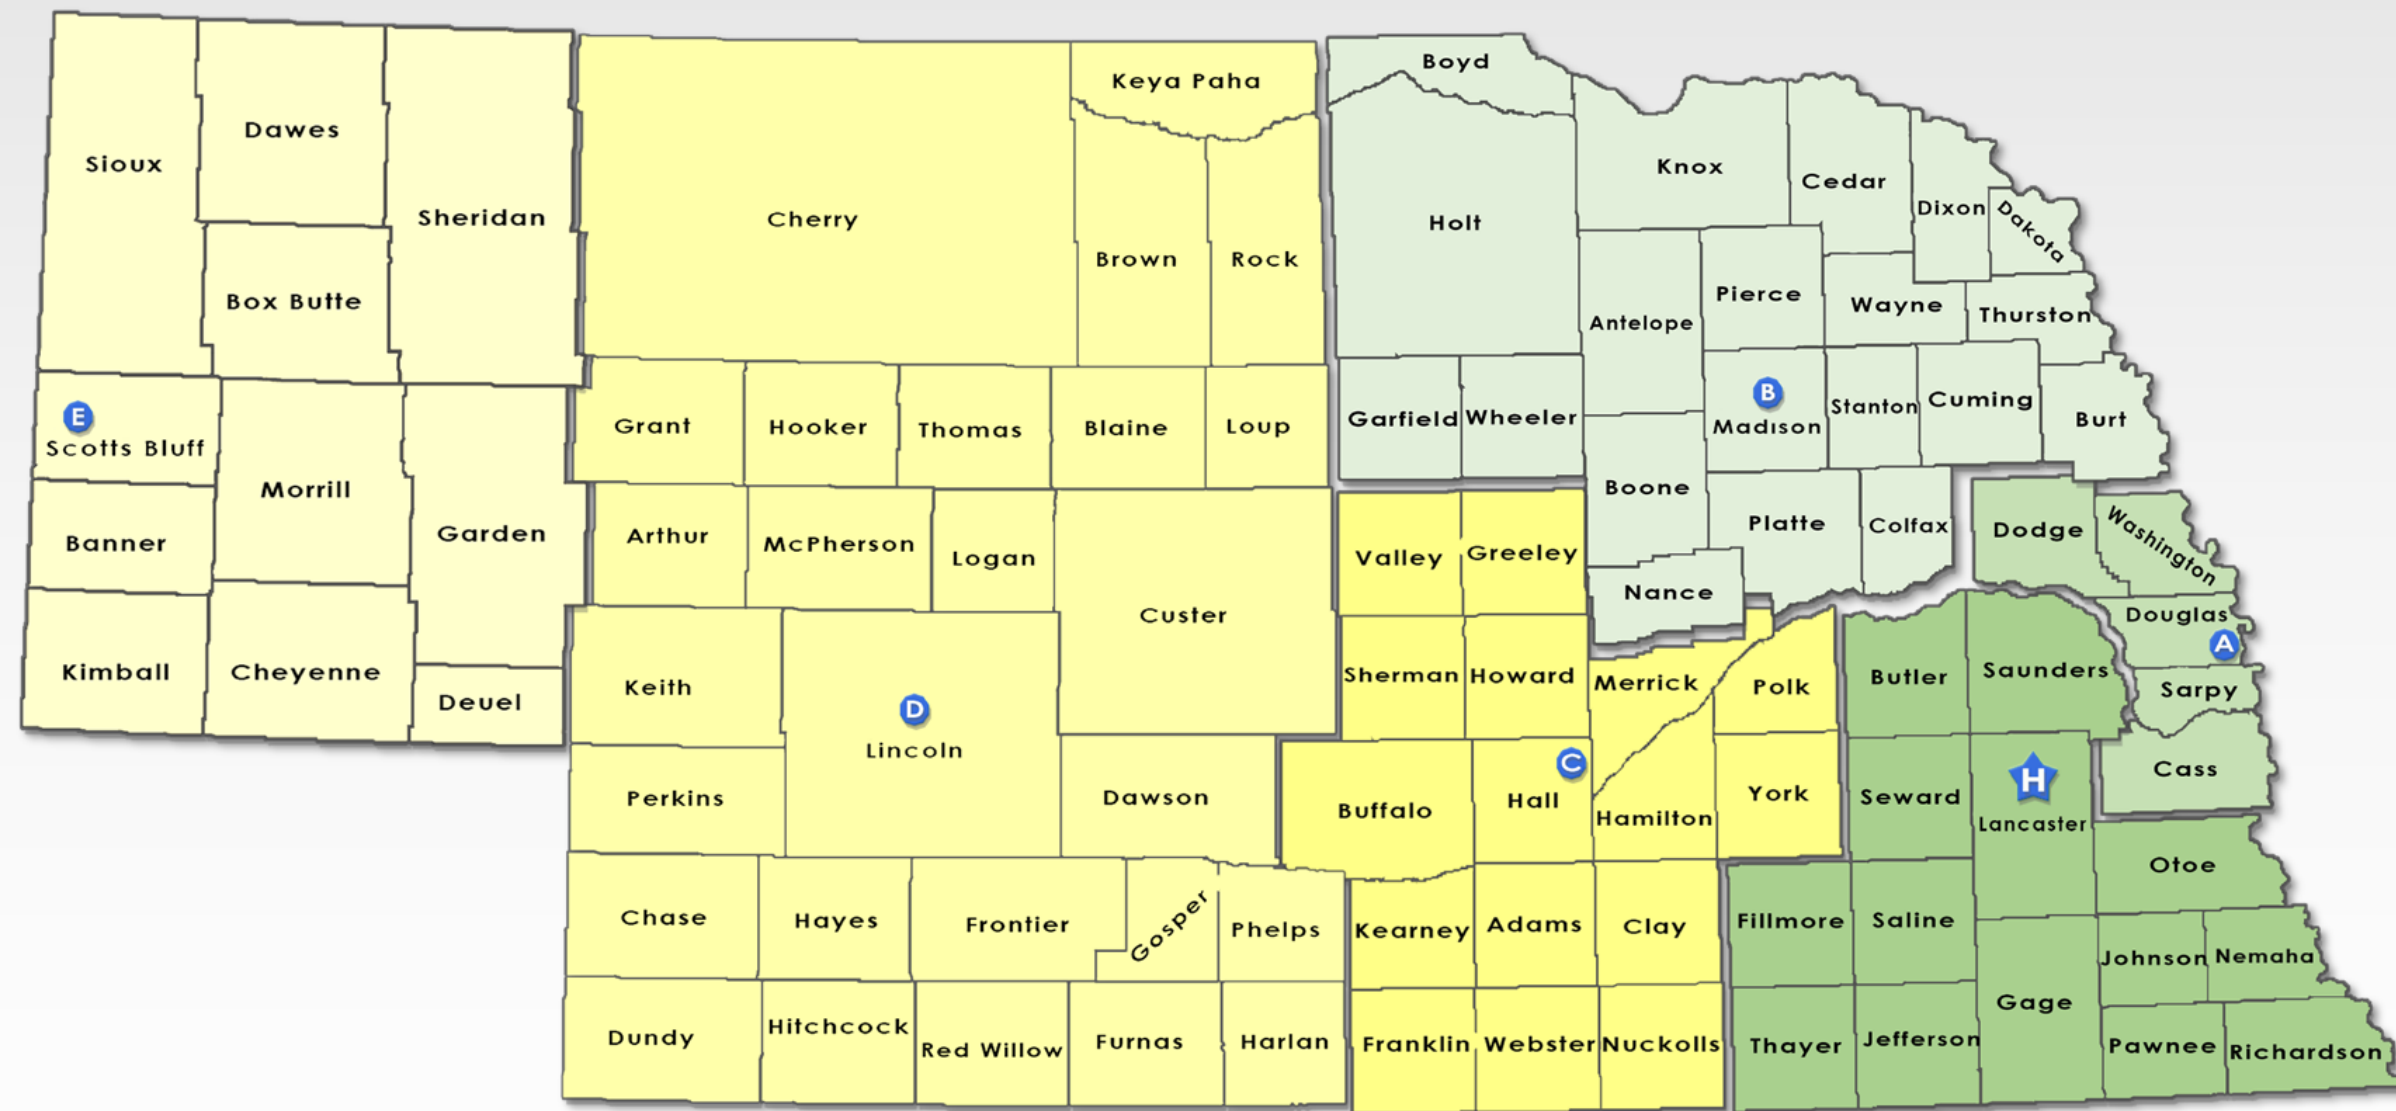 Sioux
Dawes
Sheridan
Box Butte
E
Scotts Bluff
Morrill
Garden
Banner
Kimball
Cheyenne
Deuel
Cherry
Keya Paha
Brown
Rock
Grant
Hooker
Thomas
Blaine
Loup
Arthur
McPherson
Logan
Custer
Keith
D
Lincoln
Perkins
Dawson
Chase
Hayes
Frontier
Gosper
Phelps
Dundy
Hitchcock
Red Willow
Furnas
Harlan
Boyd
Holt
Knox
Cedar
Dixon
Dakota
Antelope
Pierce
Wayne
Thurston
Garfield
Wheeler
B
Madison
Stanton
Cuming
Burt
Boone
Platte
Colfax
Nance
Valley
Greeley
Sherman
Howard
Merrick
Polk
Buffalo
C
Hall
Hamilton
York
Kearney
Adams
Clay
Franklin
Webster
Nuckolls
Dodge
Washington
Douglas
A
Sarpy
Cass
Butler
Saunders
Seward
H
Lancaster
Otoe
Fillmore
Saline
Johnson
Nemaha
Gage
Thayer
Jefferson
Pawnee
Richardson